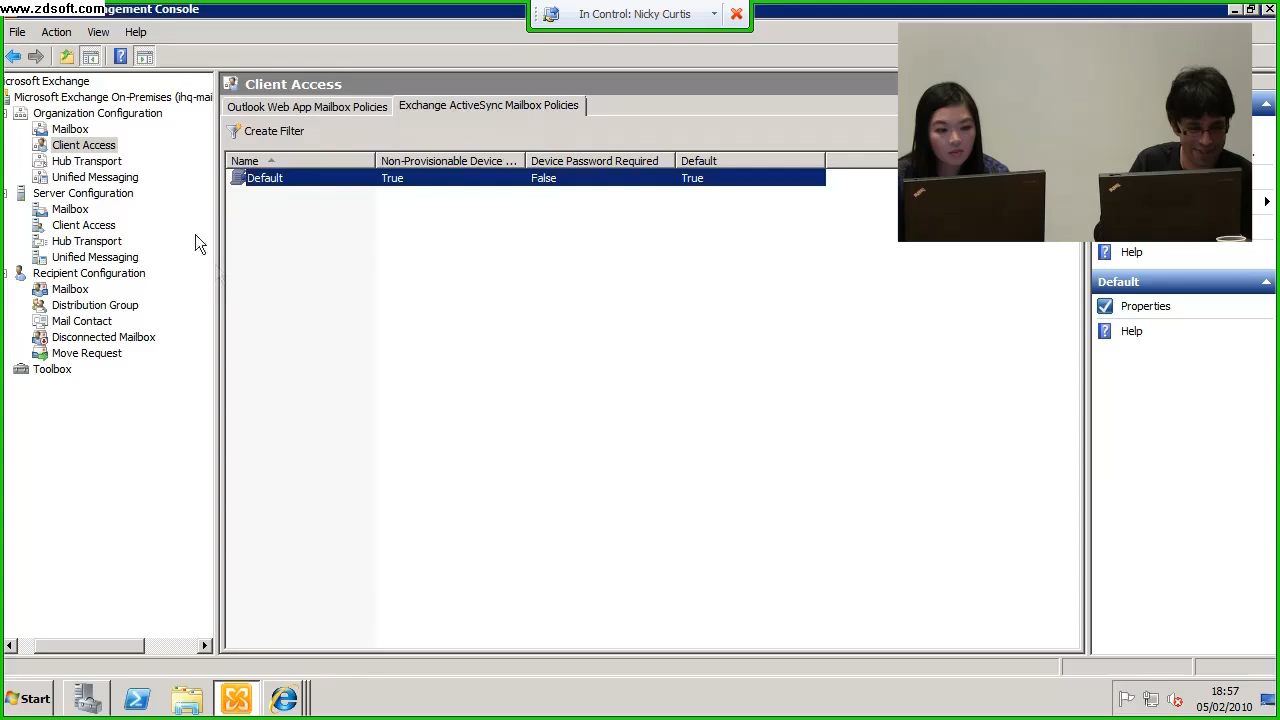 www.zdsoft.com
agement Console
In Control: Nicky Curtis
File Action View Help
icrosoft Exchange
Microsoft Exchange On-Premises (ihq-mai
Organization Configuration
Mailbox
Client Access
Hub Transport
Unified Messaging
Server Configuration
Mailbox
Client Access
Hub Transport
Unified Messaging
Recipient Configuration
Mailbox
Distribution Group
Mail Contact
Disconnected Mailbox
Move Request
Toolbox
Client Access
Outlook Web App Mailbox Policies Exchange ActiveSync Mailbox Policies
Create Filter
Name Non-Provisionable Device ... Device Password Required Default
Default True False True
Help
Default
Properties
Help
Start
18:57
05/02/2010